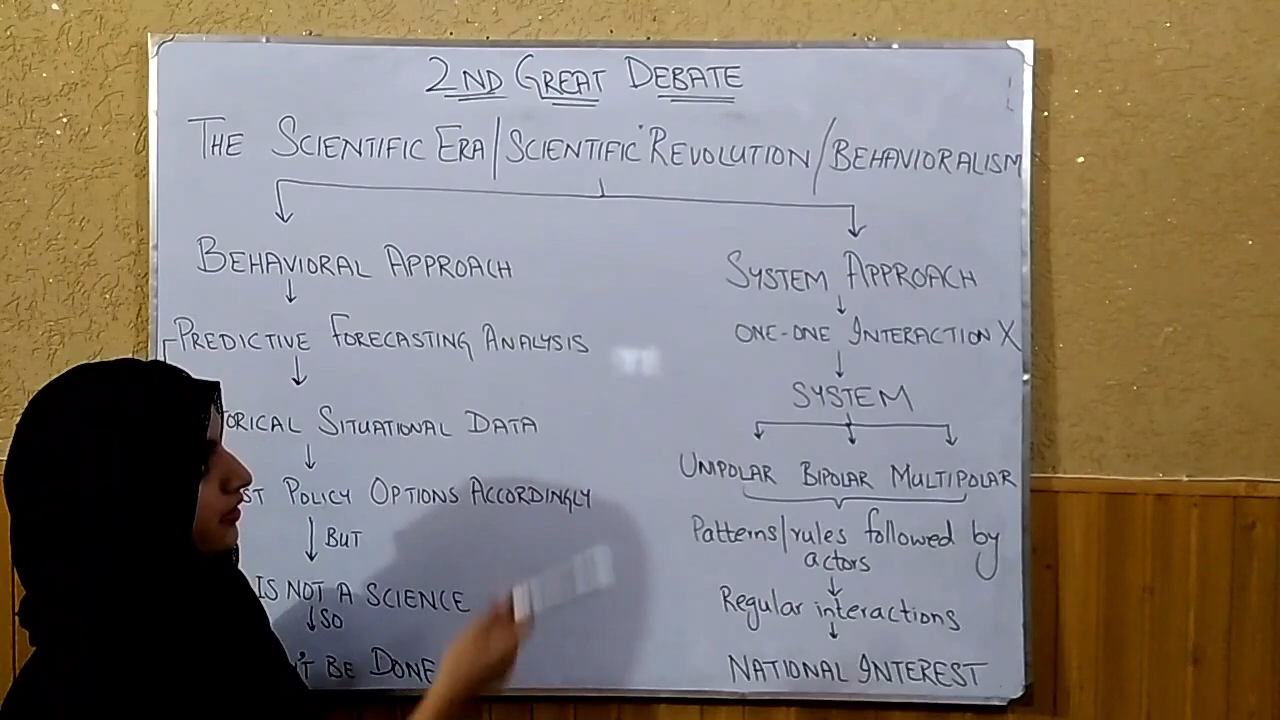 2ND GREAT DEBATE
THE SCIENTIFIC ERA/SCIENTIFIC REVOLUTION/BEHAVIORALISM
BEHAVIORAL APPROACH
PREDICTIVE FORECASTING ANALYSIS
ORICAL SITUATIONAL DATA
ST POLICY OPTIONS ACCORDINGLY
BUT
IS NOT A SCIENCE
SO
'T BE DONE
SYSTEM APPROACH
ONE-ONE INTERACTION X
SYSTEM
UNIPOLAR BIPOLAR MULTIPOLAR
Patterns/rules followed by
actors
Regular interactions
NATIONAL INTEREST